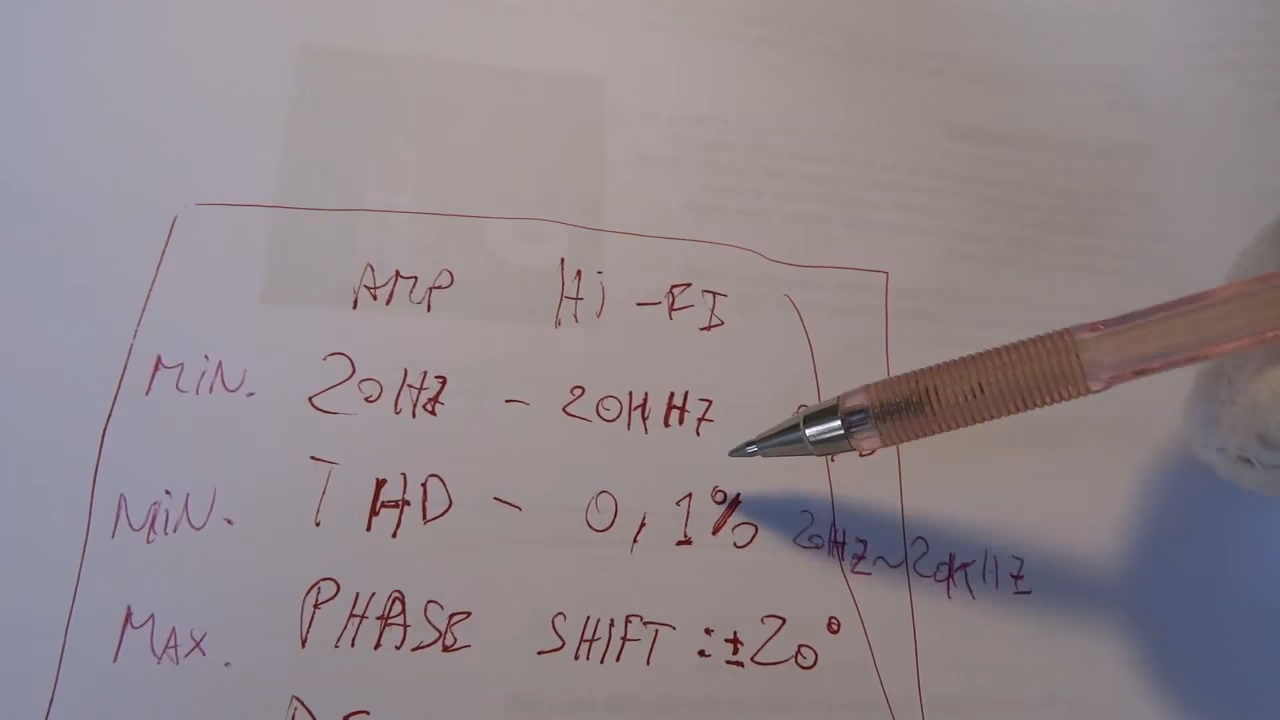 AMP Hi-FI
MiN. 20HZ - 20KHZ
MiN. THD ~ 0,1% 20HZ~20KHZ
MAX. PHASE SHIFT : ±20°